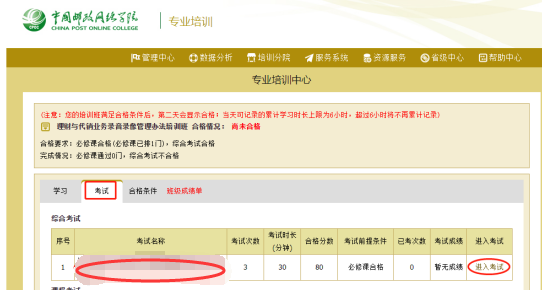 中国邮政网络学院
CHINA POST ONLINE COLLEGE
专业培训
管理中心 数据分析 培训分院 服务系统 资源服务 省级中心 帮助中心
专业培训中心
(注意：您的培训班满足合格条件后，第二天会显示合格；当天可记录的累计学习时长上限为6小时，超过6小时将不再累计记录)
理财与代销业务录音录像管理办法培训班 合格情况： 尚未合格
合格要求：必修课合格(必修课已排1门)，综合考试合格
完成情况：必修课通过0门，综合考试不合格
学习 考试 合格条件 班级成绩单
综合考试
序号 考试名称 考试次数 考试时长(分钟) 合格分数 考试前提条件 已考次数 考试成绩 进入考试
1 3 30 80 必修课合格 0 暂无成绩 进入考试